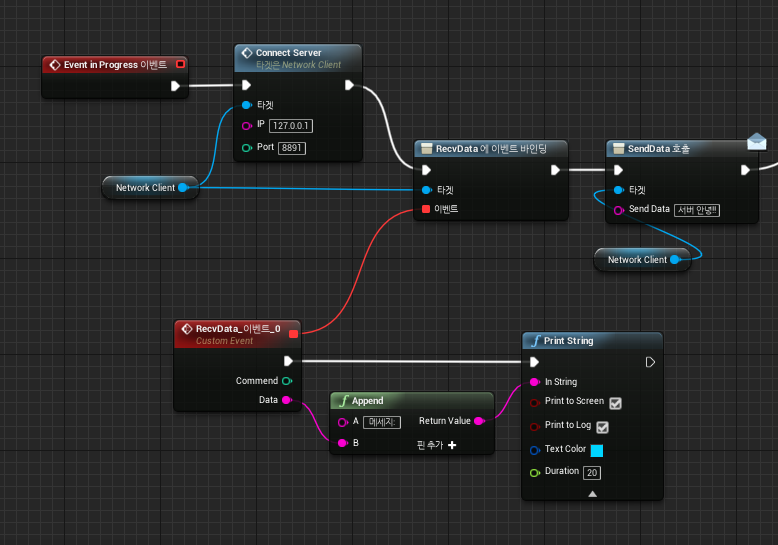 Event in Progress 이벤트
Connect Server
타겟은 Network Client
타겟
IP 127.0.0.1
Port 8891
Network Client
RecvData 에 이벤트 바인딩
타겟
이벤트
SendData 호출
타겟
Send Data 서버 안녕!!
Network Client
RecvData_이벤트_0
Custom Event
Commend
Data
Append
A 메세지:
Return Value
B
핀 추가
Print String
In String
Print to Screen
Print to Log
Text Color
Duration 20